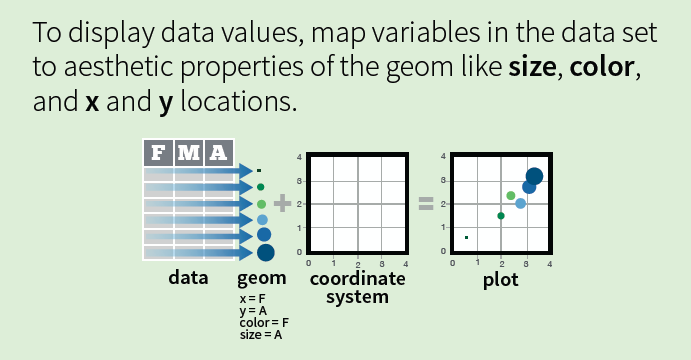 To display data values, map variables in the data set
to aesthetic properties of the geom like size, color,
and x and y locations.
F M A
4
3
2
1
0
0 1 2 3 4
4
3
2
1
0
0 1 2 3 4
+
=
data
geom
coordinate
system
plot
x = F
y = A
color = F
size = A